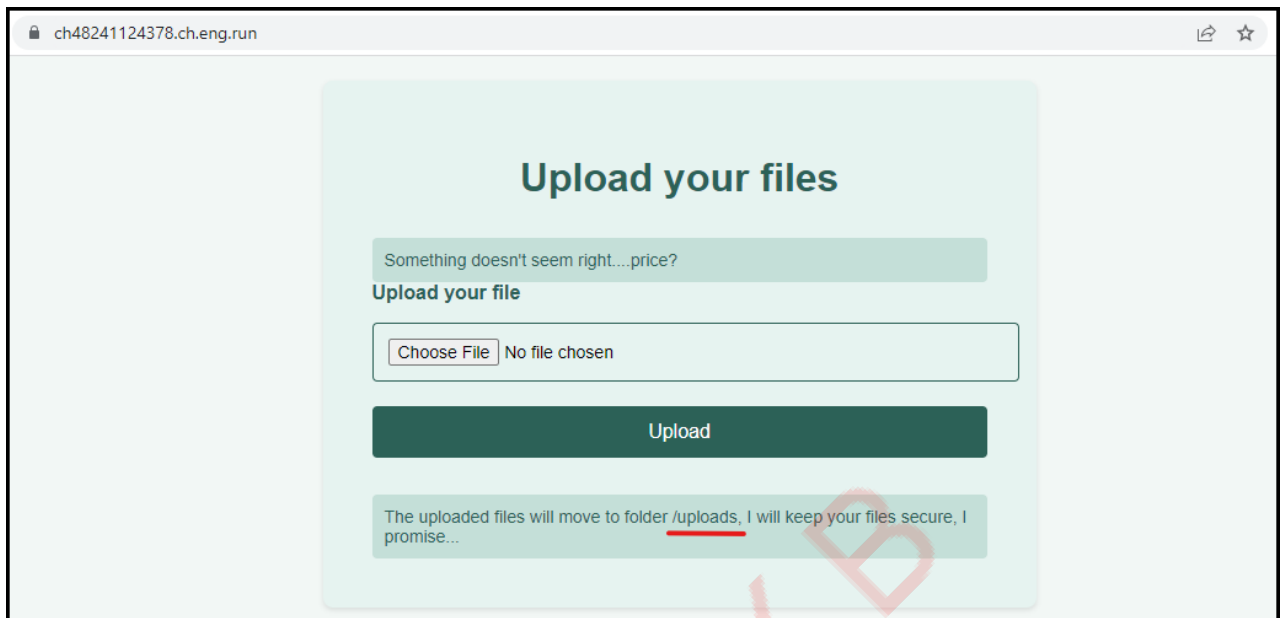 ch48241124378.ch.eng.run
Upload your files
Something doesn't seem right....price?
Upload your file
Choose File No file chosen
Upload
The uploaded files will move to folder /uploads, I will keep your files secure, I
promise...